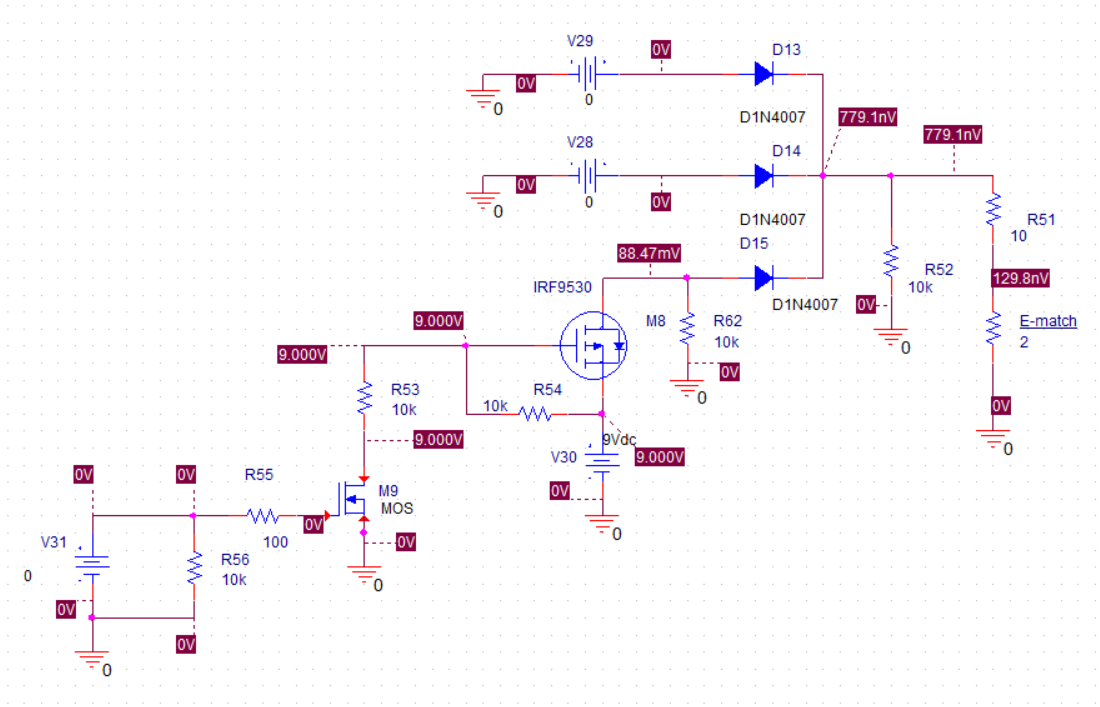 V29
0V
D13
0V
0
0
D1N4007
779.1nV
779.1nV
V28
D14
0V
0V
0
0
D1N4007
R51
10
88.47mV
D15
R52
10k
129.8nV
IRF9530
D1N4007
0V
9.000V
M8
R62
10k
E-match
2
0
9.000V
0V
R53
10k
R54
10k
0
0V
0
9.000V
9Vdc
V30
9.000V
0V
0V
R55
M9
MOS
0V
0V
100
0
V31
0
R56
10k
0V
0
0V
0V
0